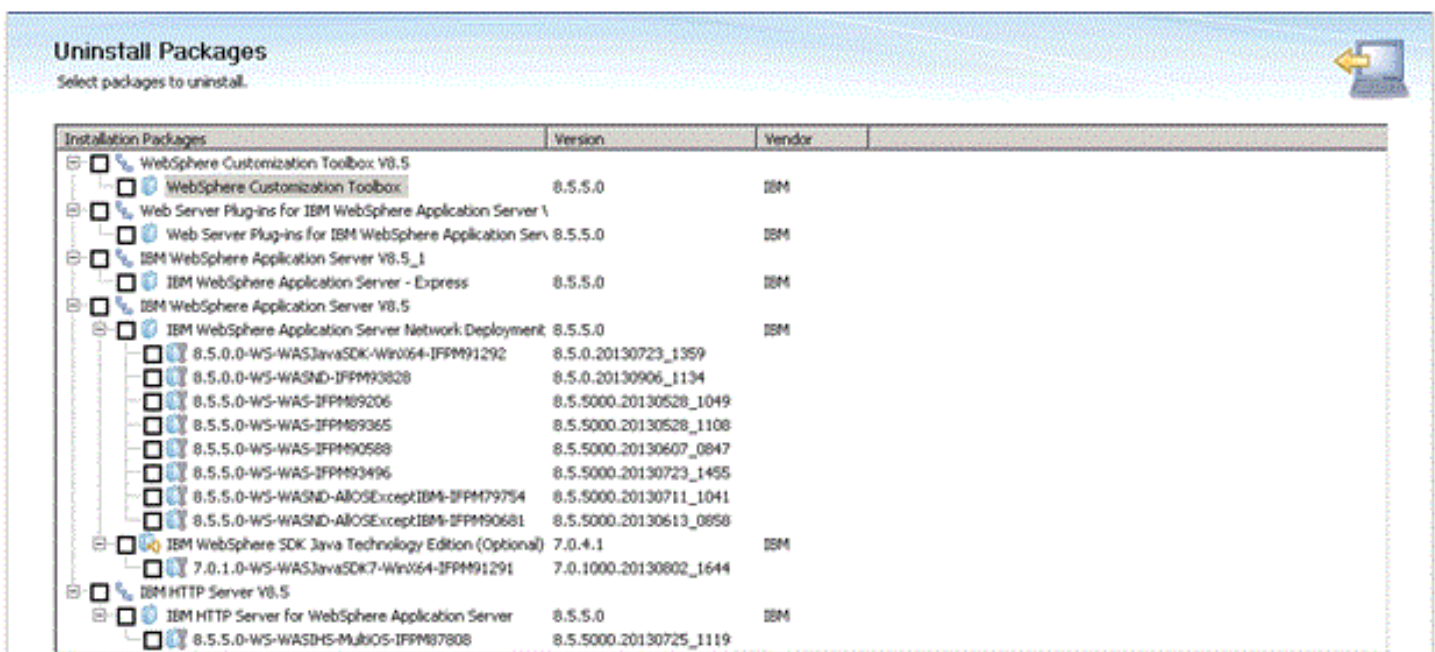 Uninstall Packages
Select packages to uninstall.
Installation Packages Version Vendor
WebSphere Customization Toolbox V8.5
WebSphere Customization Toolbox 8.5.5.0 IBM
Web Server Plug-ins for IBM WebSphere Application Server \
Web Server Plug-ins for IBM WebSphere Application Serv 8.5.5.0 IBM
IBM WebSphere Application Server V8.5_1
IBM WebSphere Application Server - Express 8.5.5.0 IBM
IBM WebSphere Application Server V8.5
IBM WebSphere Application Server Network Deployment 8.5.5.0 IBM
8.5.0.0-WS-WASJavaSDK-WinX64-IFPM91292 8.5.0.20130723_1359
8.5.0.0-WS-WASND-IFPM93828 8.5.0.20130906_1134
8.5.5.0-WS-WAS-IFPM89206 8.5.5000.20130528_1049
8.5.5.0-WS-WAS-IFPM89365 8.5.5000.20130528_1108
8.5.5.0-WS-WAS-IFPM90588 8.5.5000.20130607_0847
8.5.5.0-WS-WAS-IFPM93496 8.5.5000.20130723_1455
8.5.5.0-WS-WASND-AllOSExceptIBMi-IFPM79754 8.5.5000.20130711_1041
8.5.5.0-WS-WASND-AllOSExceptIBMi-IFPM90681 8.5.5000.20130613_0858
IBM WebSphere SDK Java Technology Edition (Optional) 7.0.4.1 IBM
7.0.1.0-WS-WASJavaSDK7-WinX64-IFPM91291 7.0.1000.20130802_1644
IBM HTTP Server V8.5
IBM HTTP Server for WebSphere Application Server 8.5.5.0 IBM
8.5.5.0-WS-WASIHS-MultiOS-IFPM87808 8.5.5000.20130725_1119